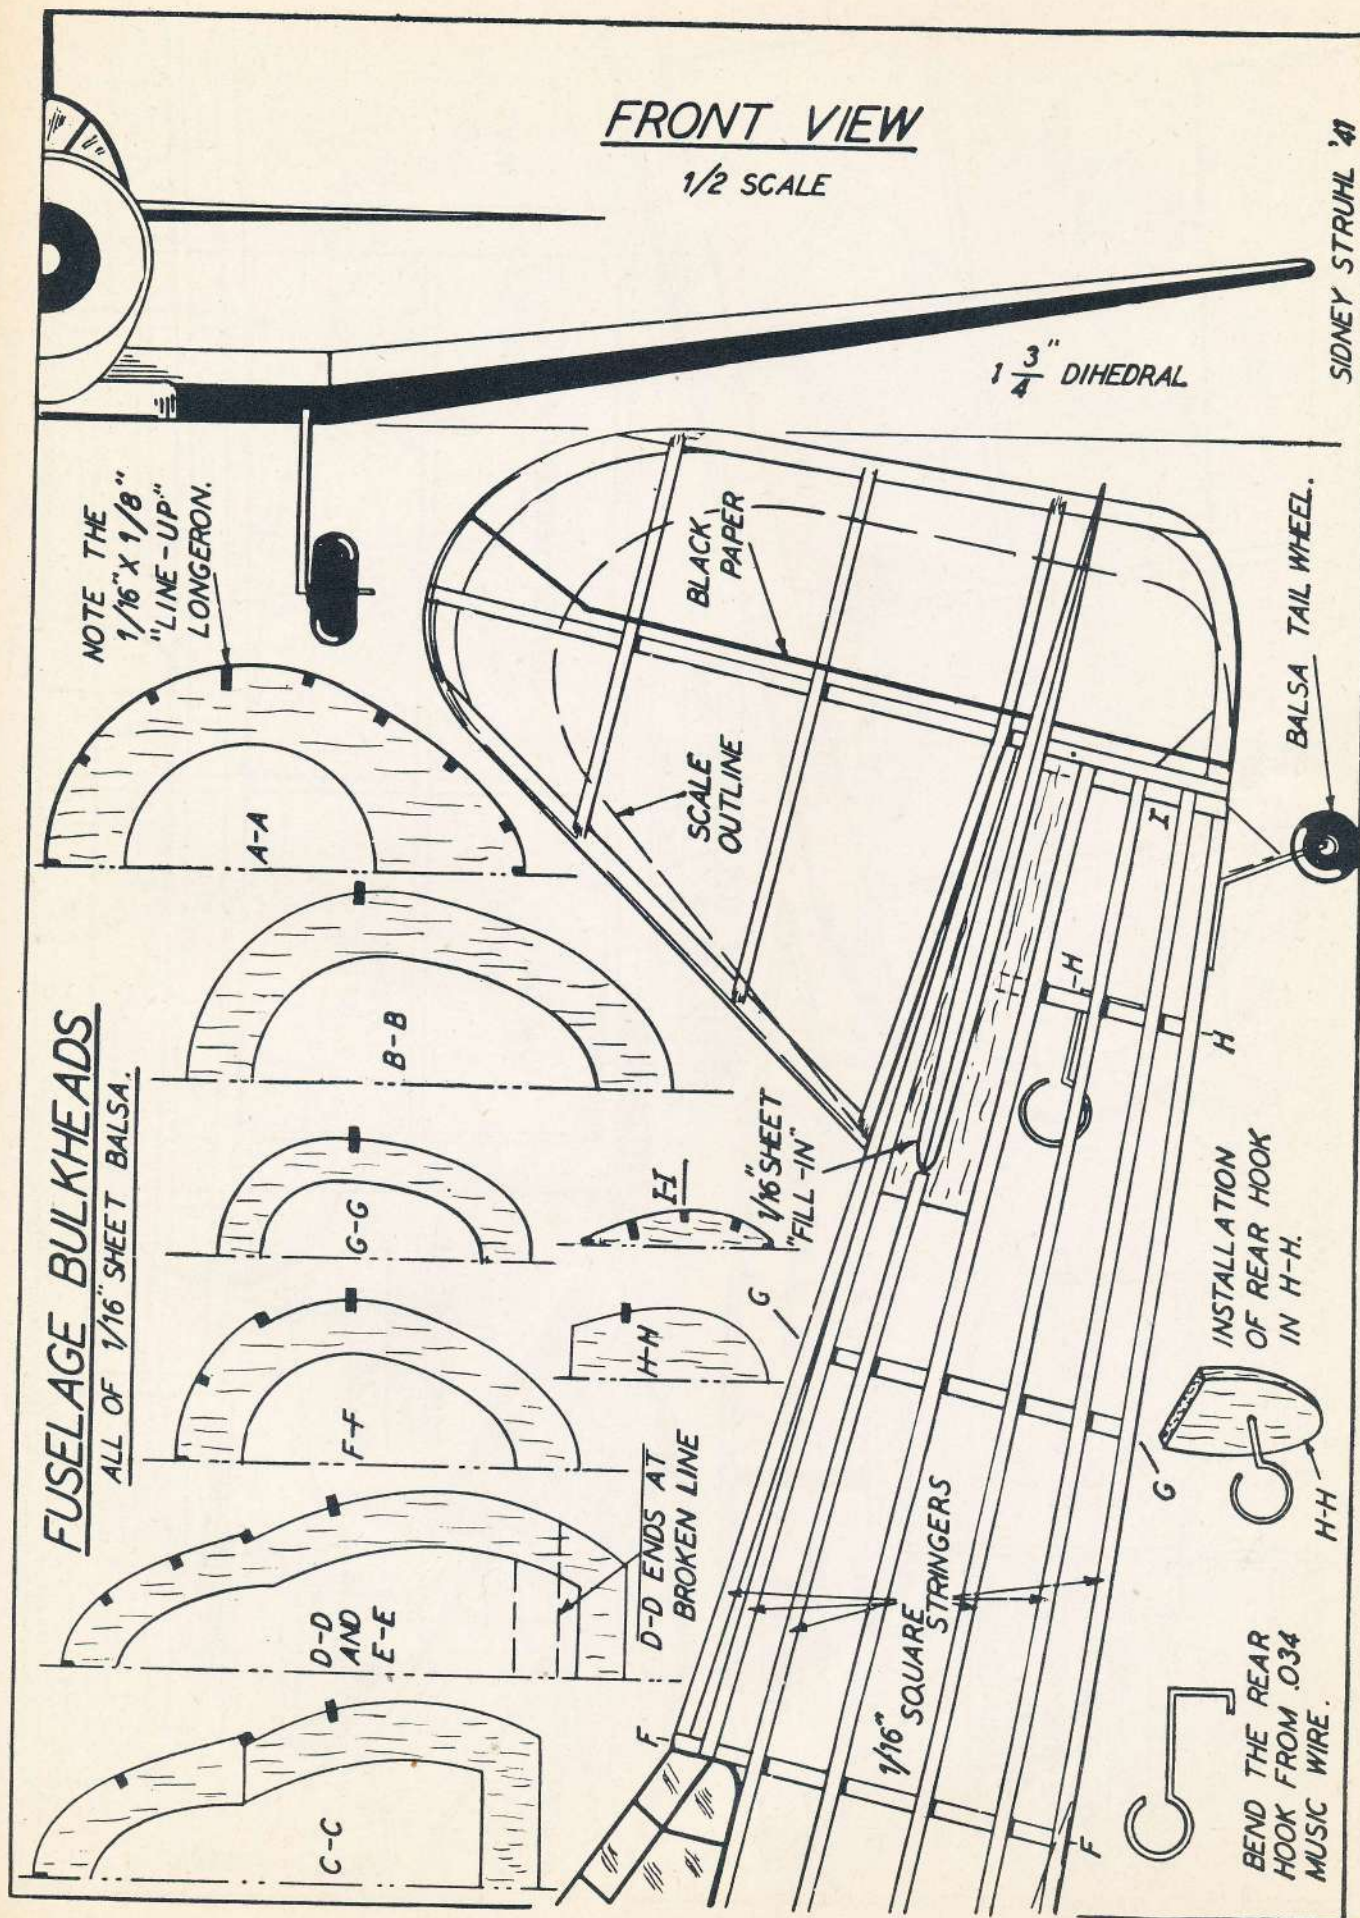 FRONT VIEW
1/2 SCALE
1 3/4" DIHEDRAL
SIDNEY STRUHL '41
NOTE THE
1/16" X 1/8"
"LINE-UP"
LONGERON.
FUSELAGE BULKHEADS
ALL OF 1/16" SHEET BALSA.
A-A
B-B
G-G
F-F
D-D
AND
E-E
C-C
I-I
H-H
D-D ENDS AT
BROKEN LINE
BLACK
PAPER
SCALE
OUTLINE
1/16" SHEET
"FILL-IN"
BALSA TAIL WHEEL.
I
H
H
G
G
F
F
1/16" SQUARE
STRINGERS
INSTALLATION
OF REAR HOOK
IN H-H.
H-H
BEND THE REAR
HOOK FROM .034
MUSIC WIRE.